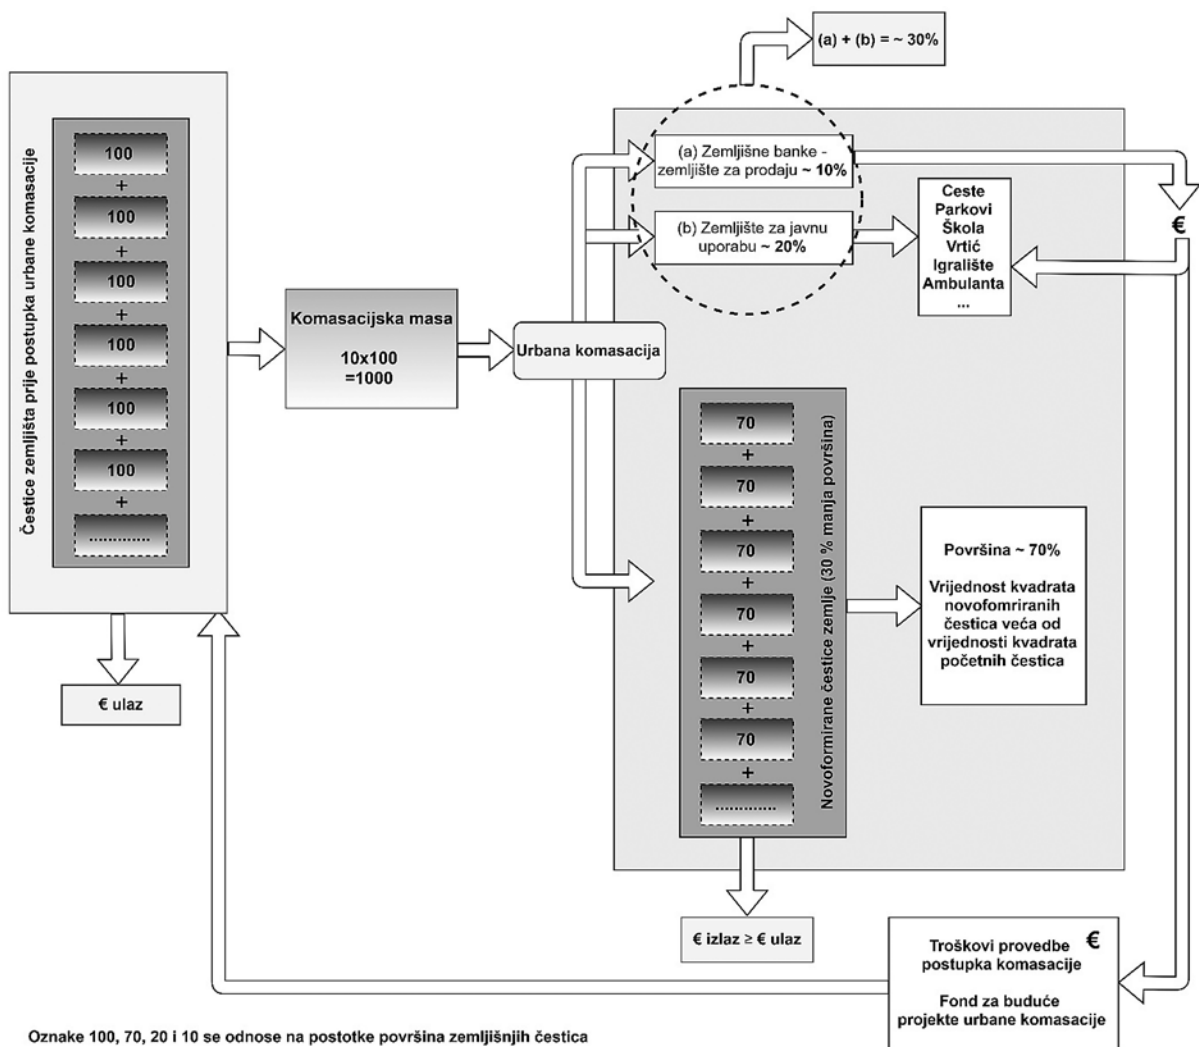 (a) + (b) = ~ 30%
Čestice zemljišta prije postupka urbane komasacije
100
+
100
+
100
+
100
+
100
+
100
+
.............
€ ulaz
Komasacijska masa
10x100
=1000
Urbana komasacija
(a) Zemljišne banke -
zemljište za prodaju ~ 10%
(b) Zemljište za javnu
uporabu ~ 20%
Ceste
Parkovi
Škola
Vrtić
Igralište
Ambulanta
...
€
70
+
70
+
70
+
70
+
70
+
70
+
.............
Novoformirane čestice zemlje (30 % manja površina)
Površina ~ 70%
Vrijednost kvadrata
novofomriranih
čestica veća od
vrijednosti kvadrata
početnih čestica
€ izlaz ≥ € ulaz
Troškovi provedbe €
postupka komasacije
Fond za buduće
projekte urbane komasacije
Oznake 100, 70, 20 i 10 se odnose na postotke površina zemljišnjih čestica